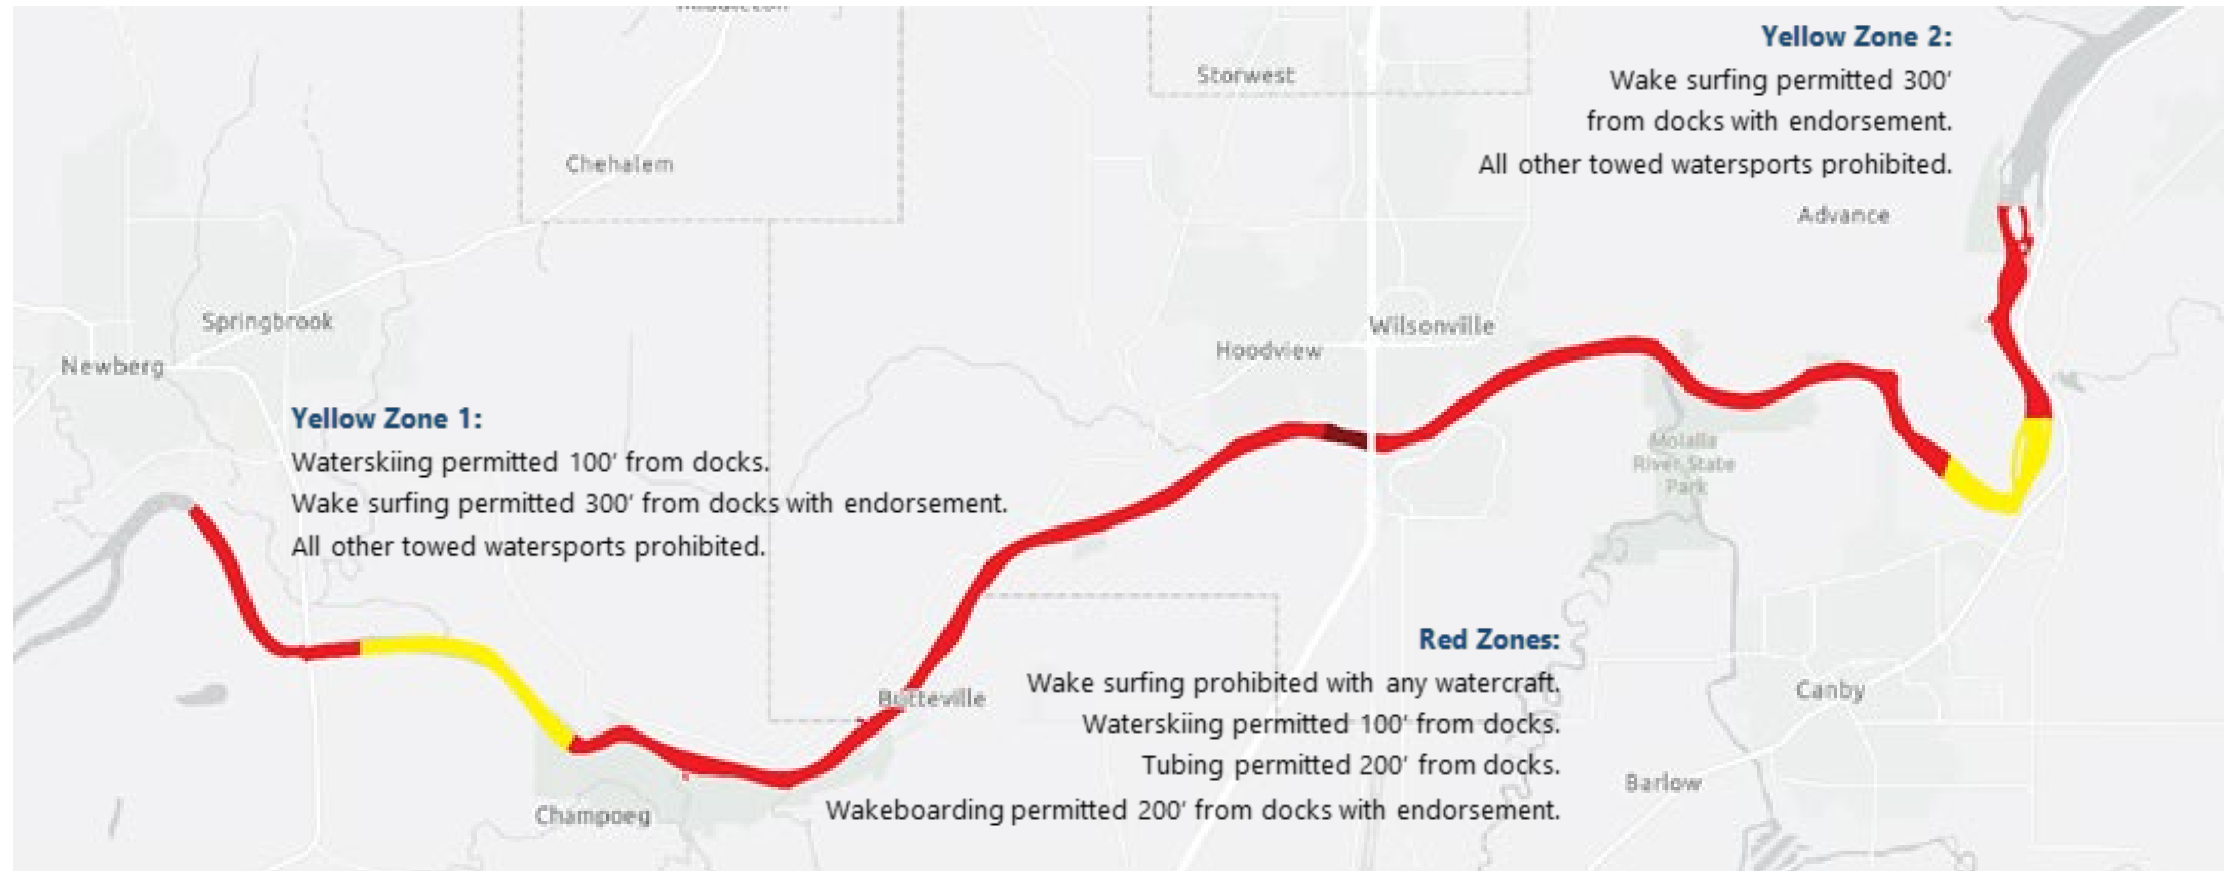 Yellow Zone 2:
Wake surfing permitted 300'
from docks with endorsement.
All other towed watersports prohibited.
Storwest
Chehalem
Advance
Springbrook
Newberg
Wilsonville
Hoodview
Yellow Zone 1:
Waterskiing permitted 100' from docks.
Wake surfing permitted 300' from docks with endorsement.
All other towed watersports prohibited.
Molalla
River State
Park
Red Zones:
Wake surfing prohibited with any watercraft.
Waterskiing permitted 100' from docks.
Tubing permitted 200' from docks.
Wakeboarding permitted 200' from docks with endorsement.
Butteville
Canby
Barlow
Champoeg